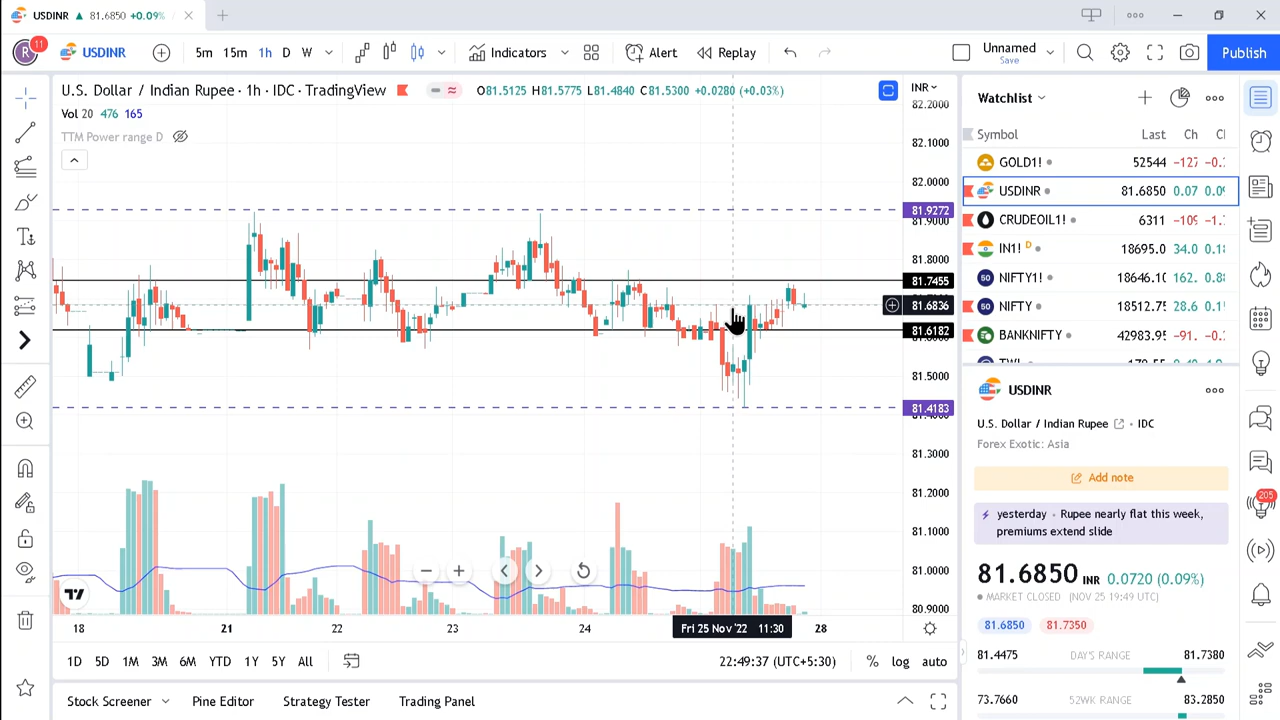 USDINR ▲ 81.6850 +0.09%
R 11 USDINR 5m 15m 1h D W Indicators Alert Replay Unnamed Save Publish
U.S. Dollar / Indian Rupee · 1h · IDC · TradingView O81.5125 H81.5775 L81.4840 C81.5300 +0.0280 (+0.03%) INR
Vol 20 476 165
TTM Power range D
82.2000
82.1000
82.0000
81.9272
81.9000
81.8000
81.7455
81.6836
81.6182
81.5000
81.4183
81.3000
81.2000
81.1000
81.0000
80.9000
18 21 22 23 24 Fri 25 Nov '22 11:30 28
1D 5D 1M 3M 6M YTD 1Y 5Y All 22:49:37 (UTC+5:30) % log auto
Stock Screener Pine Editor Strategy Tester Trading Panel
Watchlist
Symbol Last Ch
GOLD1! 52544 −127
USDINR 81.6850 0.07 0.09
CRUDEOIL1! 6311 −109
IN1! D 18695.0 34.0
NIFTY1! 18646.10 162.
NIFTY 18512.75 28.6
BANKNIFTY 42983.95 −91.
USDINR
U.S. Dollar / Indian Rupee · IDC
Forex Exotic: Asia
Add note
yesterday · Rupee nearly flat this week,
premiums extend slide
81.6850 INR 0.0720 (0.09%)
MARKET CLOSED (NOV 25 19:49 UTC)
81.6850 81.7350
81.4475 DAY'S RANGE 81.7380
73.7660 52WK RANGE 83.2850
205